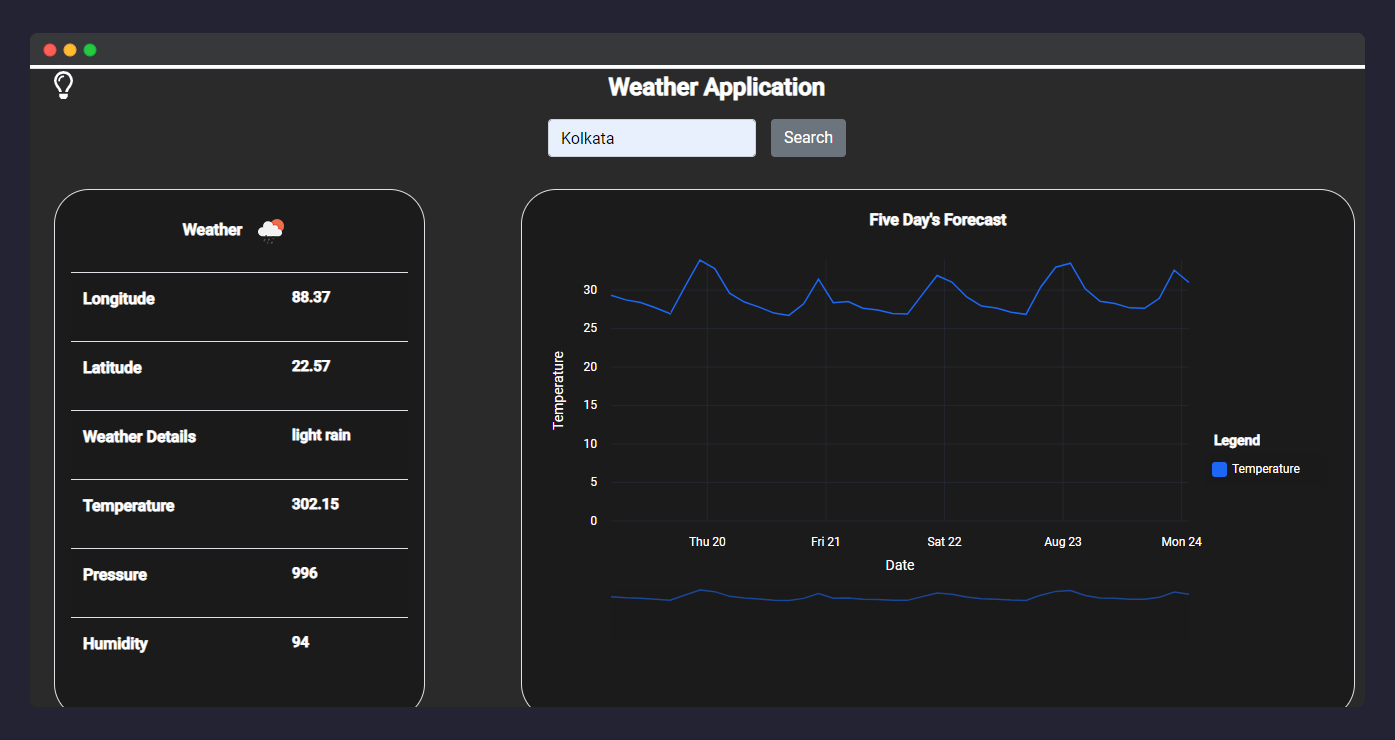 Weather Application
Kolkata
Search
Weather
Longitude 88.37
Latitude 22.57
Weather Details light rain
Temperature 302.15
Pressure 996
Humidity 94
Five Day's Forecast
30
25
20
15
10
5
0
Temperature
Thu 20 Fri 21 Sat 22 Aug 23 Mon 24
Date
Legend
Temperature